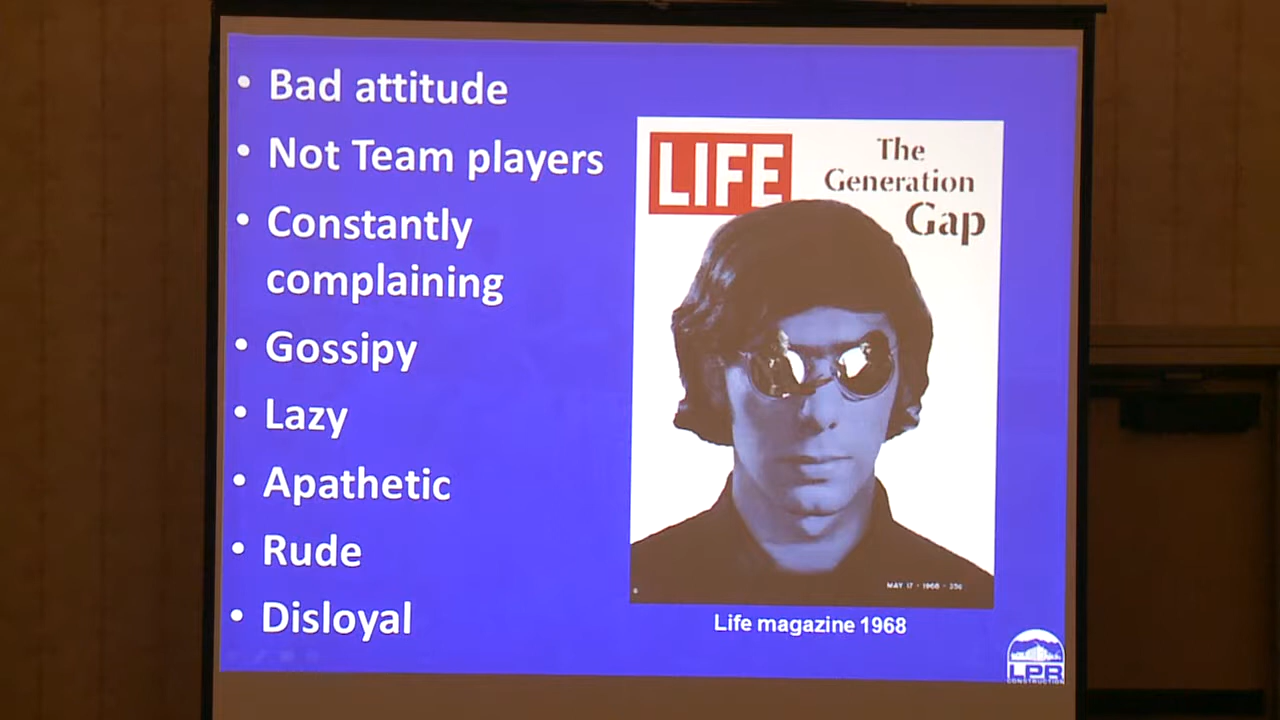 • Bad attitude
• Not Team players
• Constantly
complaining
• Gossipy
• Lazy
• Apathetic
• Rude
• Disloyal
LIFE
The
Generation
Gap
MAY 17 · 1968 · 35¢
Life magazine 1968
LPR
CONSTRUCTION